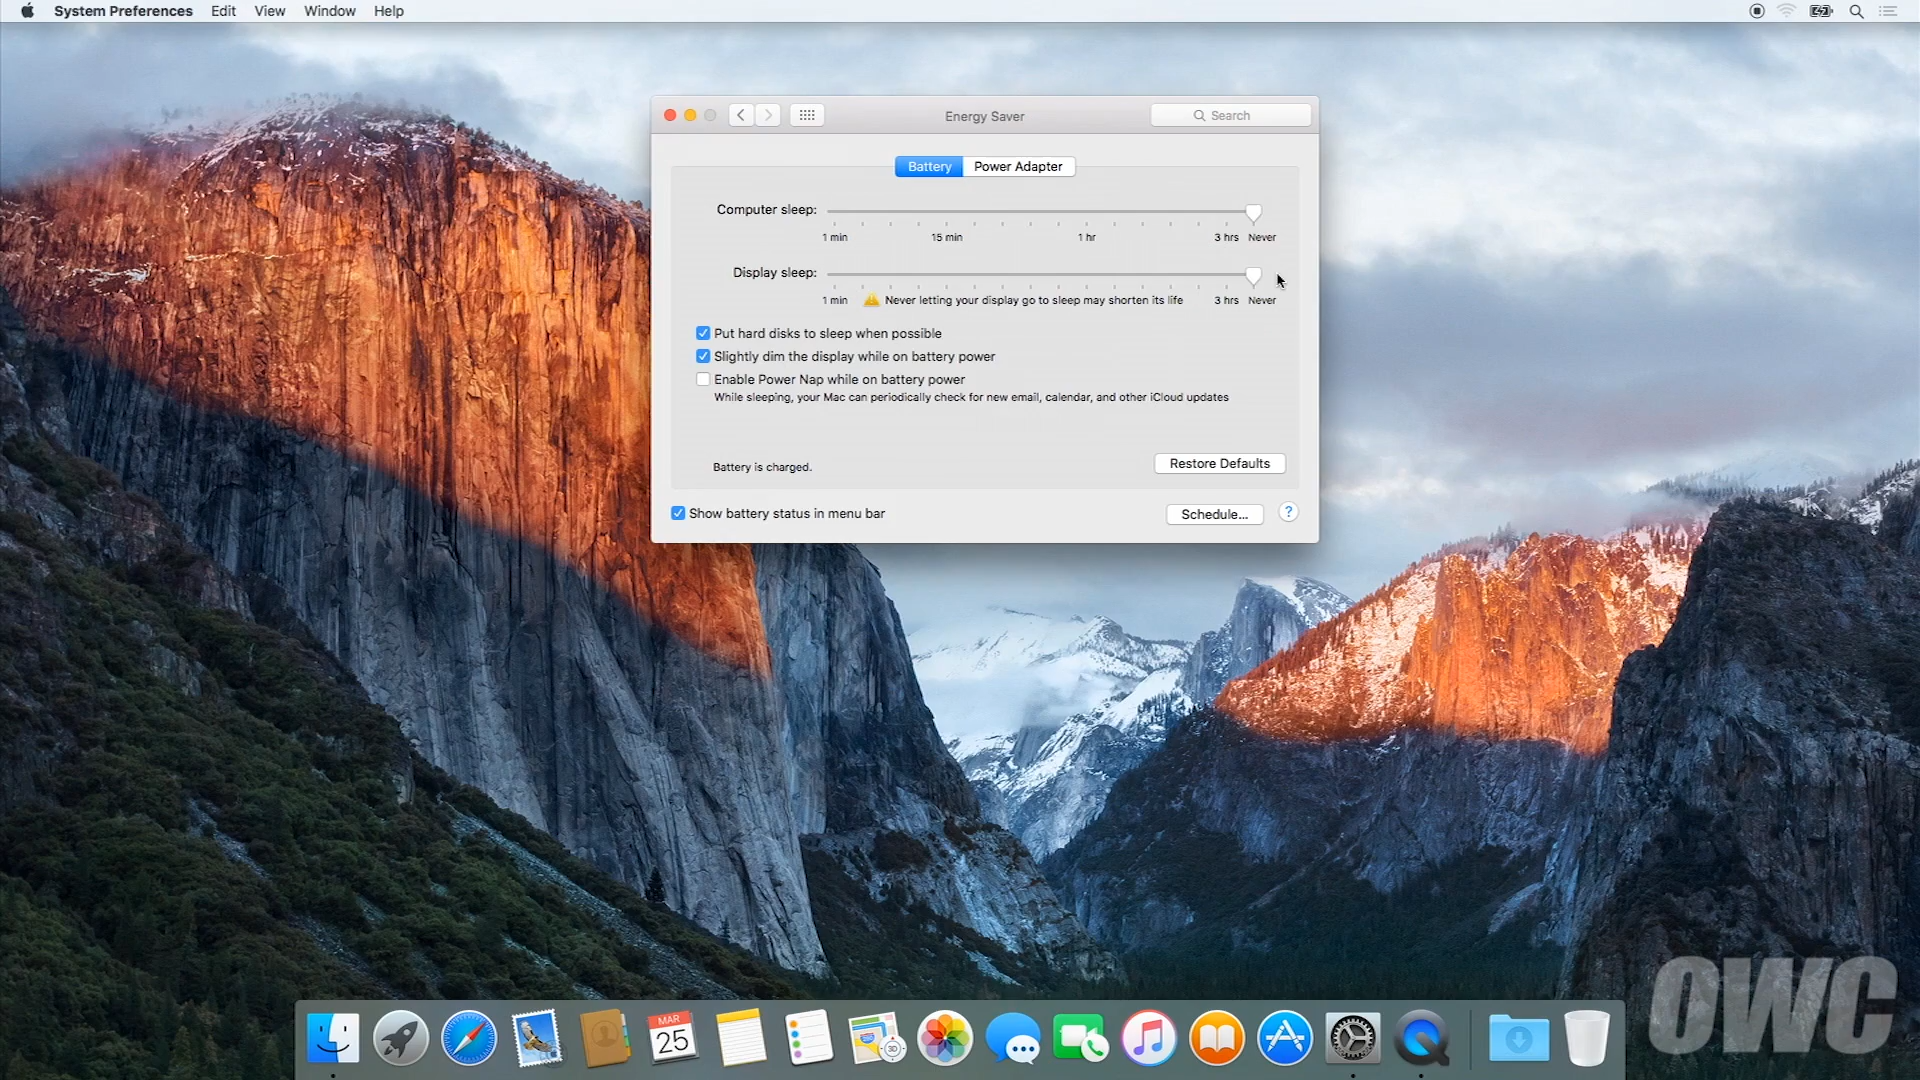 System Preferences Edit View Window Help
Energy Saver
Search
Battery Power Adapter
Computer sleep:
1 min 15 min 1 hr 3 hrs Never
Display sleep:
1 min Never letting your display go to sleep may shorten its life 3 hrs Never
Put hard disks to sleep when possible
Slightly dim the display while on battery power
Enable Power Nap while on battery power
While sleeping, your Mac can periodically check for new email, calendar, and other iCloud updates
Battery is charged.
Restore Defaults
Show battery status in menu bar
Schedule...
?
OWC
MAR
25
3D